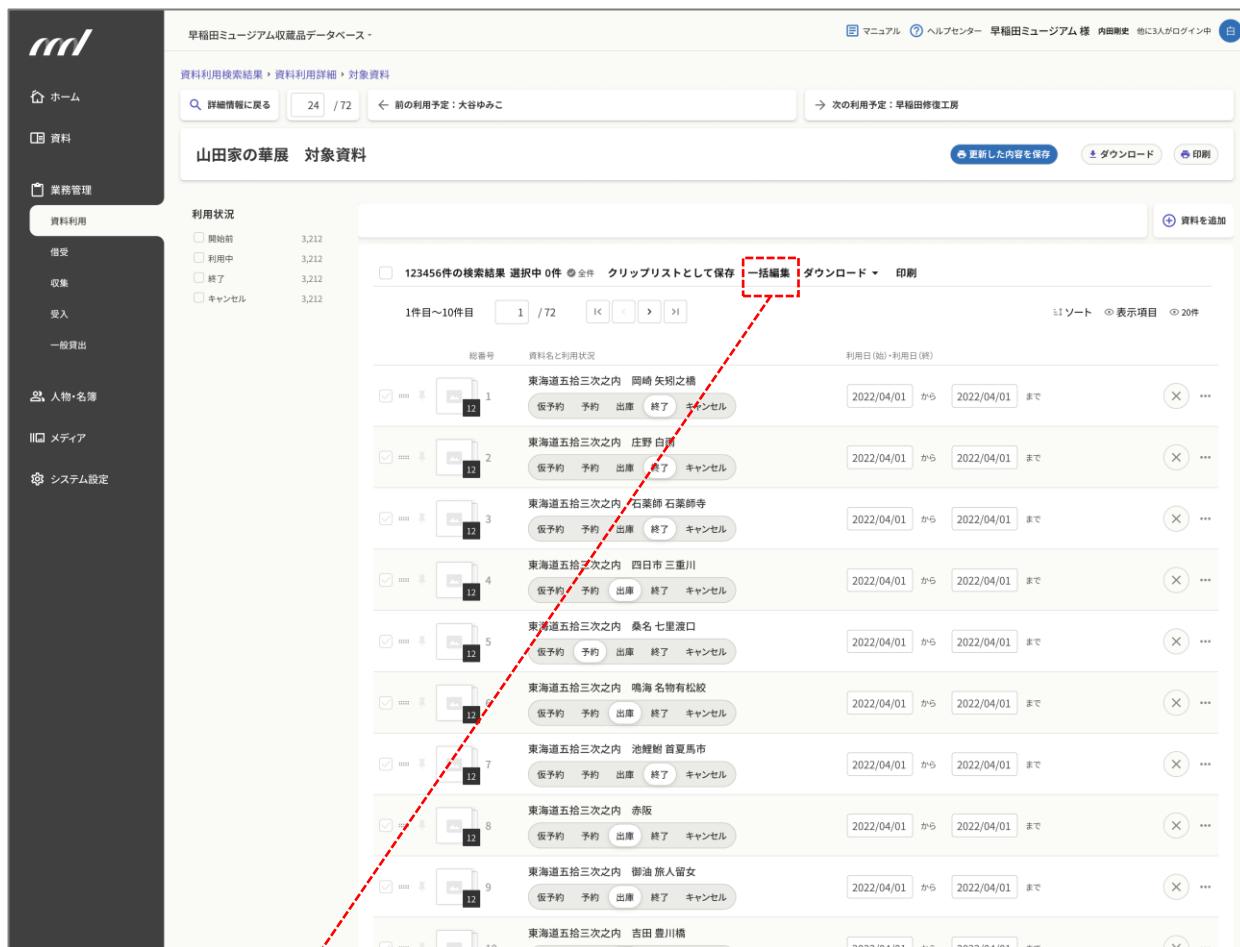 早稲田ミュージアム収蔵品データベース
マニュアル ヘルプセンター 早稲田ミュージアム 様 内田剛史 他に3人がログイン中 白
ホーム
資料
業務管理
資料利用
借受
収集
受入
一般貸出
人物・名簿
メディア
システム設定
資料利用検索結果 › 資料利用詳細 › 対象資料
詳細情報に戻る 24 / 72 ← 前の利用予定：大谷ゆみこ → 次の利用予定：早稲田修復工房
山田家の華展 対象資料 更新した内容を保存 ダウンロード 印刷
利用状況
開始前 3,212
利用中 3,212
終了 3,212
キャンセル 3,212
資料を追加
123456件の検索結果 選択中 0件 全件 クリップリストとして保存 一括編集 ダウンロード 印刷
1件目〜10件目 1 / 72 ソート 表示項目 20件
総番号 資料名と利用状況 利用日(始)・利用日(終)
東海道五拾三次之内 岡崎 矢矧之橋
12 1 仮予約 予約 出庫 終了 キャンセル 2022/04/01 から 2022/04/01 まで
東海道五拾三次之内 庄野 白雨
12 2 仮予約 予約 出庫 終了 キャンセル 2022/04/01 から 2022/04/01 まで
東海道五拾三次之内 石薬師 石薬師寺
12 3 仮予約 予約 出庫 終了 キャンセル 2022/04/01 から 2022/04/01 まで
東海道五拾三次之内 四日市 三重川
12 4 仮予約 予約 出庫 終了 キャンセル 2022/04/01 から 2022/04/01 まで
東海道五拾三次之内 桑名 七里渡口
12 5 仮予約 予約 出庫 終了 キャンセル 2022/04/01 から 2022/04/01 まで
東海道五拾三次之内 鳴海 名物有松絞
12 6 仮予約 予約 出庫 終了 キャンセル 2022/04/01 から 2022/04/01 まで
東海道五拾三次之内 池鯉鮒 首夏馬市
12 7 仮予約 予約 出庫 終了 キャンセル 2022/04/01 から 2022/04/01 まで
東海道五拾三次之内 赤阪
12 8 仮予約 予約 出庫 終了 キャンセル 2022/04/01 から 2022/04/01 まで
東海道五拾三次之内 御油 旅人留女
12 9 仮予約 予約 出庫 終了 キャンセル 2022/04/01 から 2022/04/01 まで
東海道五拾三次之内 吉田 豊川橋